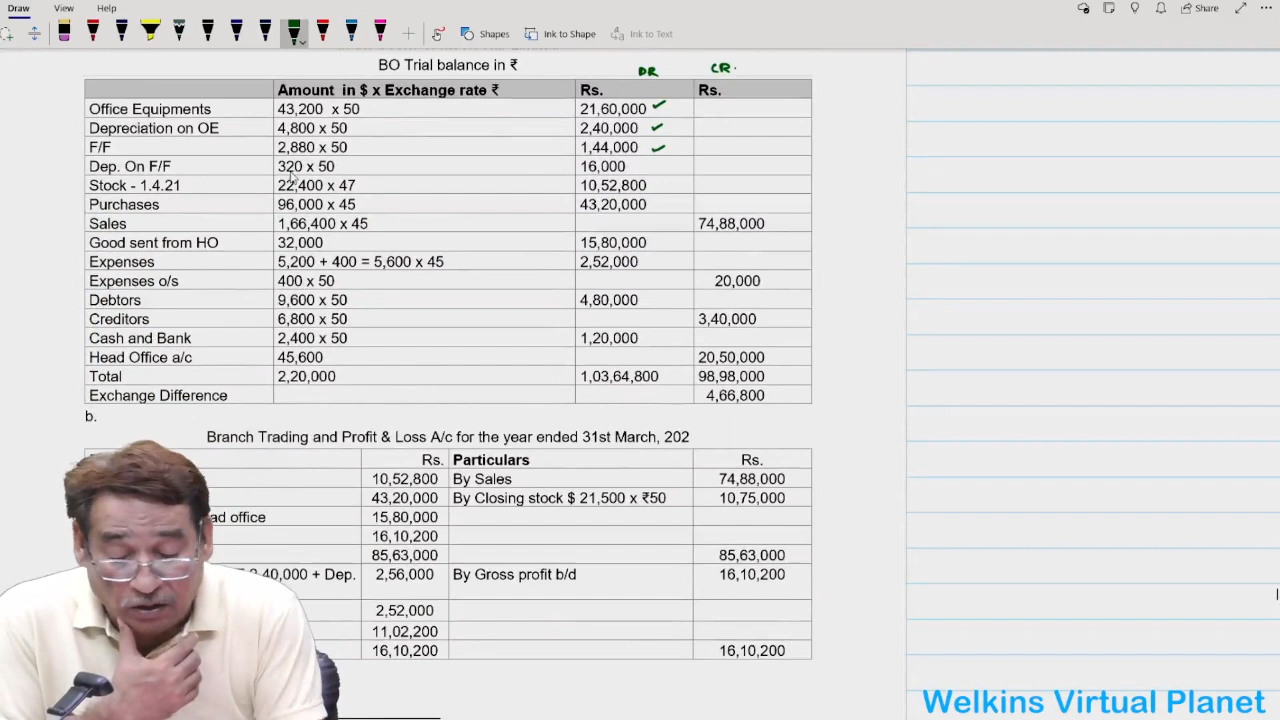 Draw View Help
Share
Shapes Ink to Shape Ink to Text
BO Trial balance in ₹
DR CR.
Amount in $ x Exchange rate ₹ Rs. Rs.
Office Equipments 43,200 x 50 21,60,000
Depreciation on OE 4,800 x 50 2,40,000
F/F 2,880 x 50 1,44,000
Dep. On F/F 320 x 50 16,000
Stock - 1.4.21 22,400 x 47 10,52,800
Purchases 96,000 x 45 43,20,000
Sales 1,66,400 x 45 74,88,000
Good sent from HO 32,000 15,80,000
Expenses 5,200 + 400 = 5,600 x 45 2,52,000
Expenses o/s 400 x 50 20,000
Debtors 9,600 x 50 4,80,000
Creditors 6,800 x 50 3,40,000
Cash and Bank 2,400 x 50 1,20,000
Head Office a/c 45,600 20,50,000
Total 2,20,000 1,03,64,800 98,98,000
Exchange Difference 4,66,800
b.
Branch Trading and Profit & Loss A/c for the year ended 31st March, 202
Rs. Particulars Rs.
10,52,800 By Sales 74,88,000
43,20,000 By Closing stock $ 21,500 x ₹50 10,75,000
office 15,80,000
16,10,200
85,63,000 85,63,000
+ Dep. 2,56,000 By Gross profit b/d 16,10,200
2,52,000
11,02,200
16,10,200 16,10,200
Welkins Virtual Planet